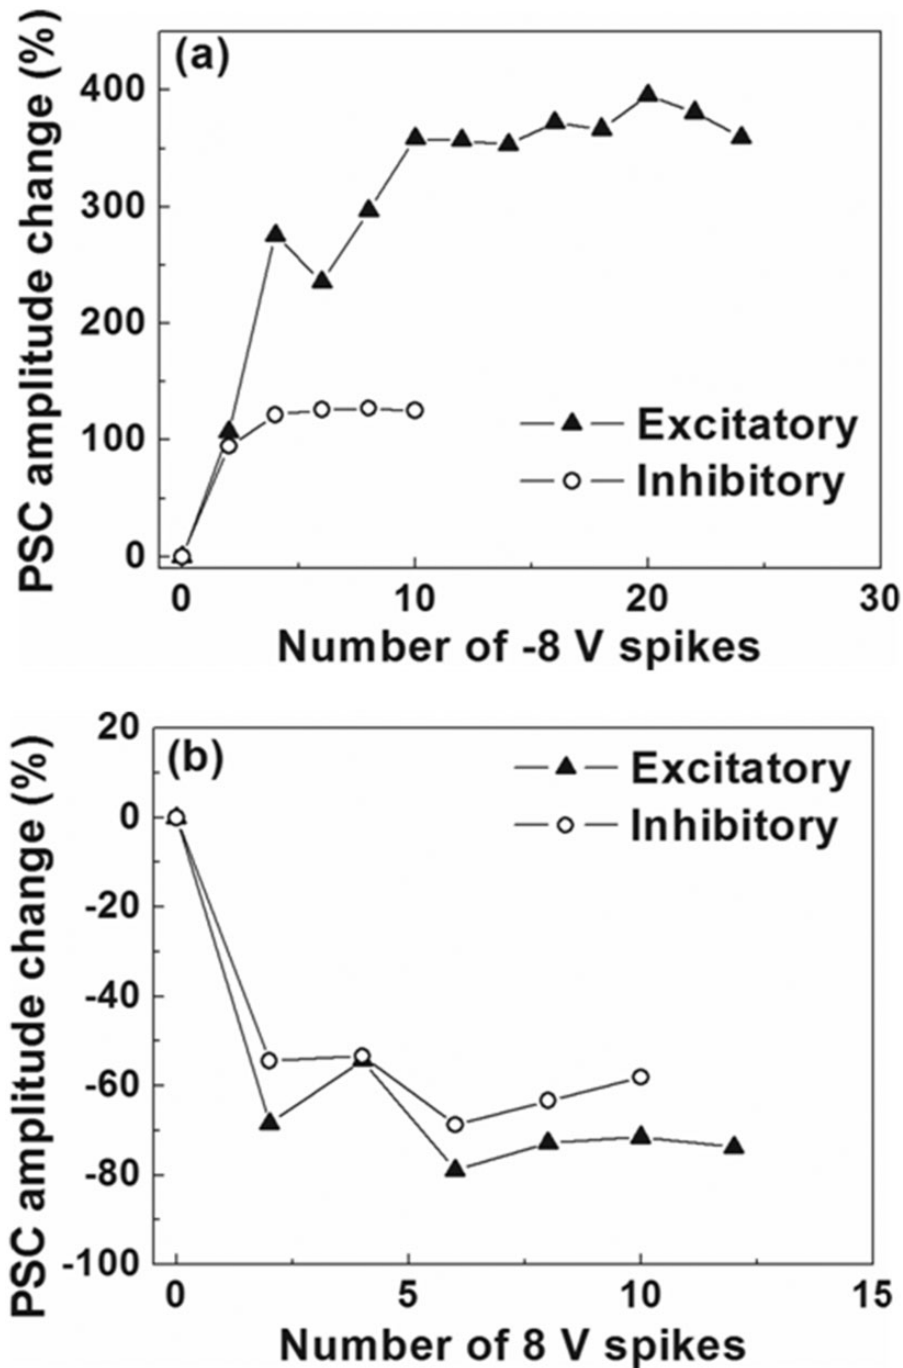 (a)
PSC amplitude change (%)
400
300
200
100
0
Excitatory
Inhibitory
0 10 20 30
Number of -8 V spikes
(b)
PSC amplitude change (%)
20
0
-20
-40
-60
-80
-100
Excitatory
Inhibitory
0 5 10 15
Number of 8 V spikes